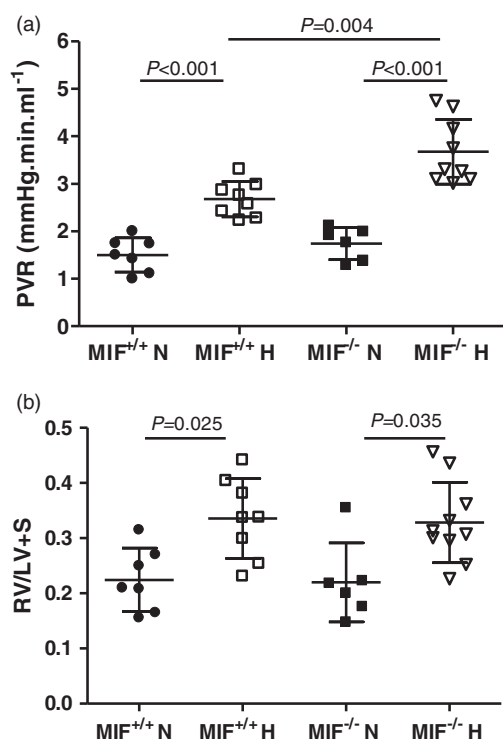 (a)
P=0.004
P<0.001 P<0.001
PVR (mmHg.min.ml⁻¹)
6
5
4
3
2
1
0
MIF⁺/⁺ N MIF⁺/⁺ H MIF⁻/⁻ N MIF⁻/⁻ H
(b)
P=0.025 P=0.035
RV/LV+S
0.5
0.4
0.3
0.2
0.1
0.0
MIF⁺/⁺ N MIF⁺/⁺ H MIF⁻/⁻ N MIF⁻/⁻ H